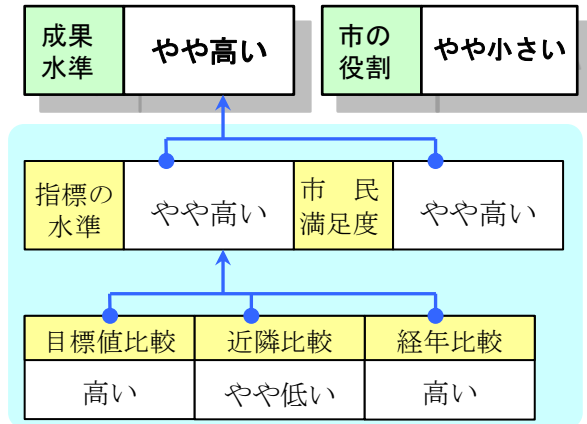 成果
水準
やや高い
市の
役割
やや小さい
指標の
水準
やや高い
市　民
満足度
やや高い
目標値比較
近隣比較
経年比較
高い
やや低い
高い